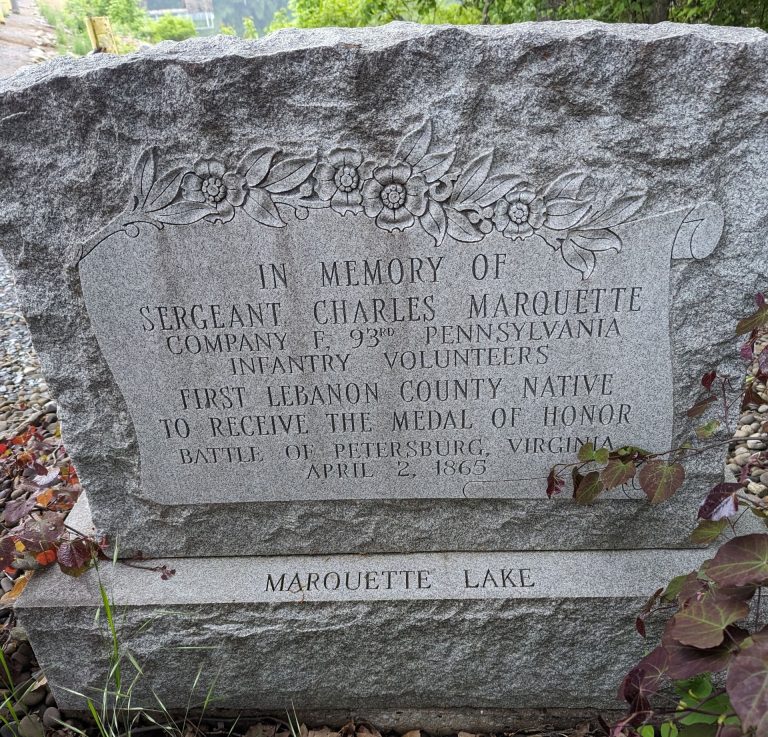 IN MEMORY OF
SERGEANT CHARLES MARQUETTE
COMPANY F, 93RD PENNSYLVANIA
INFANTRY VOLUNTEERS
FIRST LEBANON COUNTY NATIVE
TO RECEIVE THE MEDAL OF HONOR
BATTLE OF PETERSBURG, VIRGINIA
APRIL 2, 1865
MARQUETTE LAKE